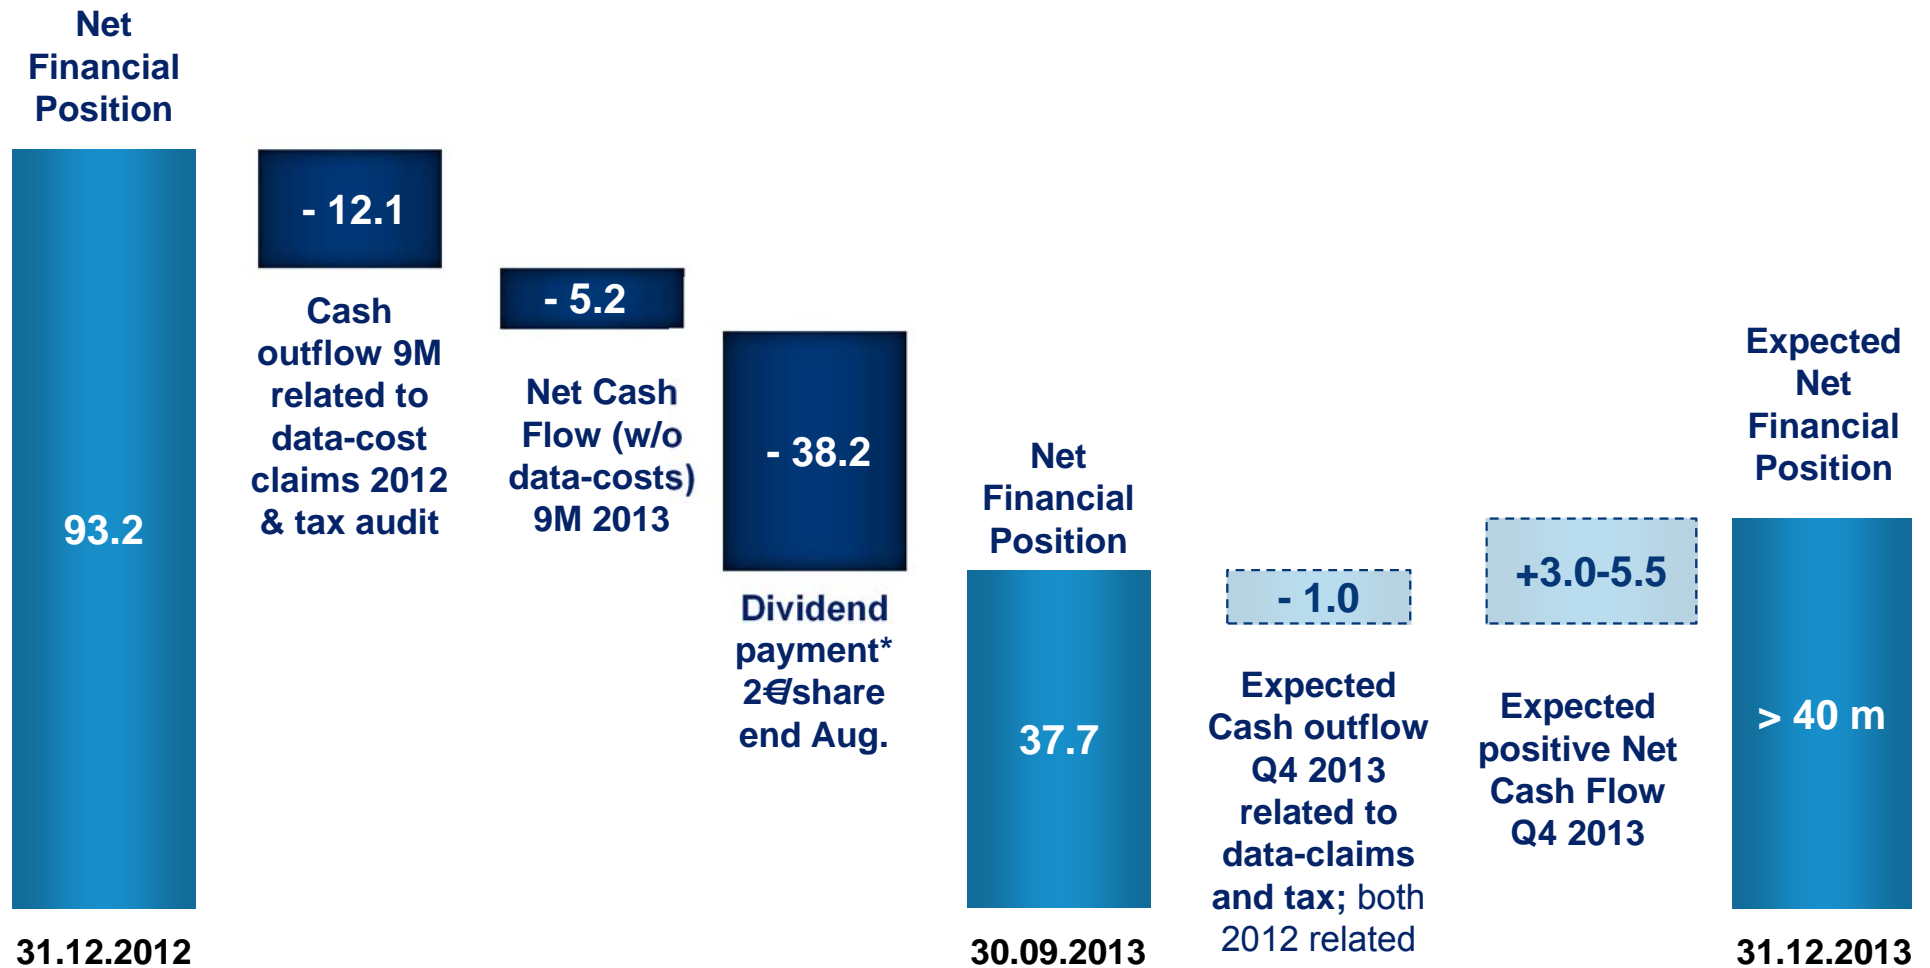 Net
Financial
Position
93.2
31.12.2012
- 12.1
Cash
outflow 9M
related to
data-cost
claims 2012
& tax audit
- 5.2
Net Cash
Flow (w/o
data-costs)
9M 2013
- 38.2
Dividend
payment*
2€/share
end Aug.
Net
Financial
Position
37.7
30.09.2013
- 1.0
Expected
Cash outflow
Q4 2013
related to
data-claims
and tax; both
2012 related
+3.0-5.5
Expected
positive Net
Cash Flow
Q4 2013
Expected
Net
Financial
Position
> 40 m
31.12.2013